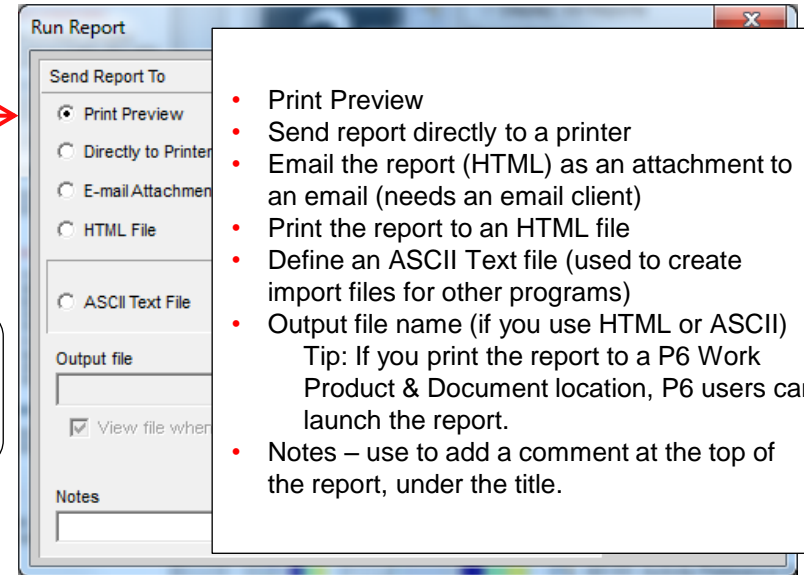 Run Report
Send Report To
Print Preview
Directly to Printer
E-mail
HTML File
ASCII Text File
Output file
View file when
Notes
• Print Preview
• Send report directly to a printer
• Email the report (HTML) as an attachment to
an email (needs an email client)
• Print the report to an HTML file
• Define an ASCII Text file (used to create
import files for other programs)
• Output file name (if you use HTML or ASCII)
Tip: If you print the report to a P6 Work
Product & Document location, P6 users can
launch the report.
• Notes – use to add a comment at the top of
the report, under the title.